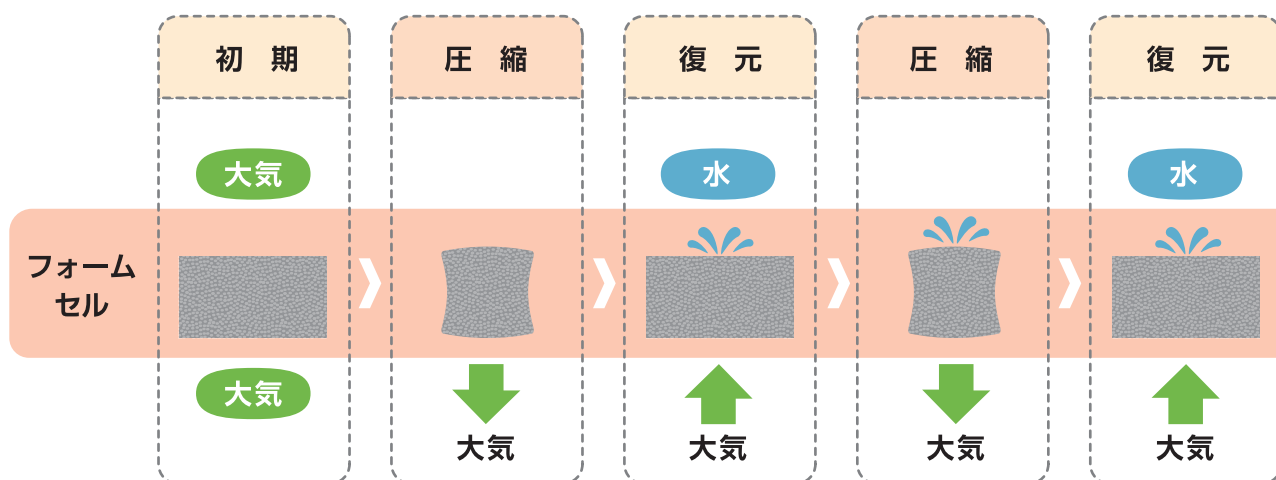 初 期
圧 縮
復 元
圧 縮
復 元
大気
水
水
フォーム
セル
大気
大気
大気
大気
大気